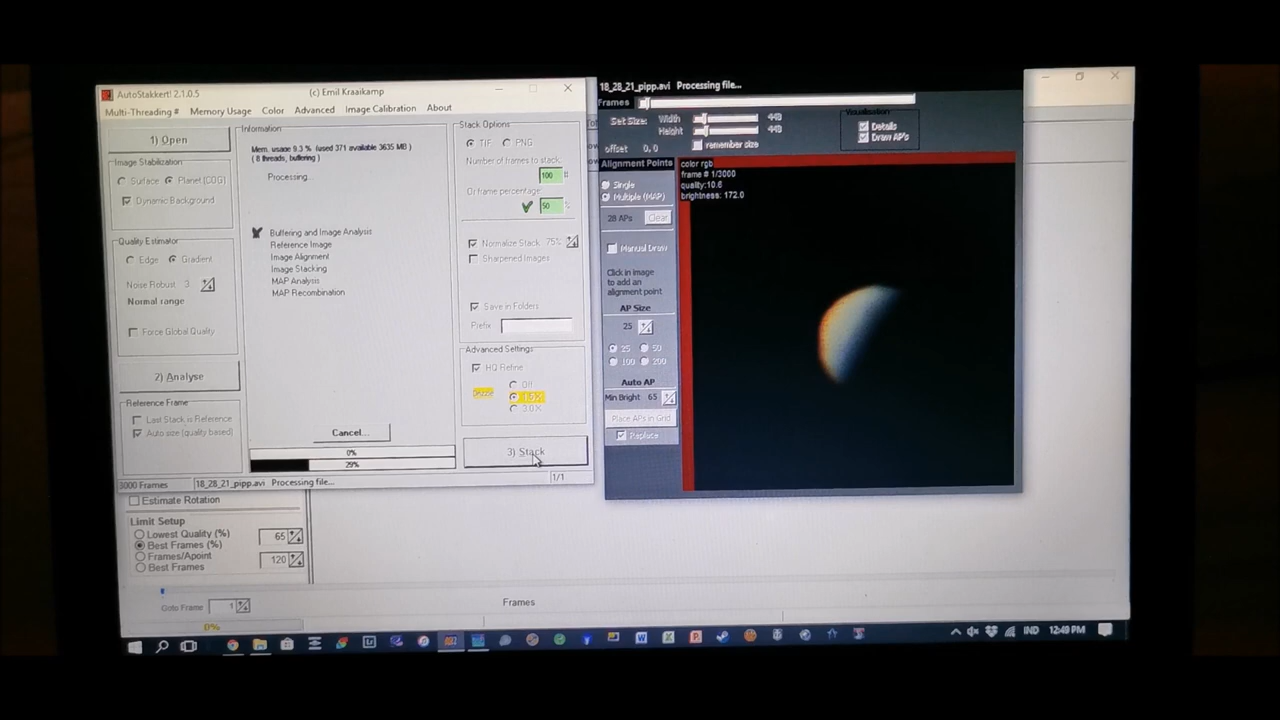 AutoStakkert! 2.1.0.5
(c) Emil Kraaikamp
Multi-Threading # Memory Usage Color Advanced Image Calibration About
1) Open
Image Stabilization
Surface Planet (COG)
Dynamic Background
Quality Estimator
Edge Gradient
Noise Robust 3
Normal range
Force Global Quality
2) Analyse
Reference Frame
Last Stack is Reference
Auto size (quality based)
Information
Mem. usage 9.3 % (used 371 available 3635 MB)
( 8 threads, buffering )
Processing..
Buffering and Image Analysis
Reference Image
Image Alignment
Image Stacking
MAP Analysis
MAP Recombination
Cancel...
0%
29%
Stack Options
TIF PNG
Number of frames to stack:
100 #
Or frame percentage:
50 %
Normalize Stack 75%
Sharpened Images
Save in Folders
Prefix
Advanced Settings
HQ Refine
Drizzle
Off
1.5X
3.0X
3) Stack
3000 Frames
18_28_21_pipp.avi Processing file...
1/1
18_28_21_pipp.avi Processing file...
Frames
Set Size: Width 448
Height 448
offset 0, 0
remember size
Visualisation
Details
Draw AP's
Alignment Points
Single
Multiple (MAP)
28 APs Clear
Manual Draw
Click in image
to add an
alignment point
AP Size
25
25 50
100 200
Auto AP
Min Bright 65
Place APs in Grid
Replace
color rgb
frame # 1/3000
quality:10.6
brightness: 172.0
Estimate Rotation
Limit Setup
Lowest Quality (%) 65
Best Frames (%)
Frames/Apoint 120
Best Frames
Goto Frame 1
0%
Frames
IND 12:49 PM